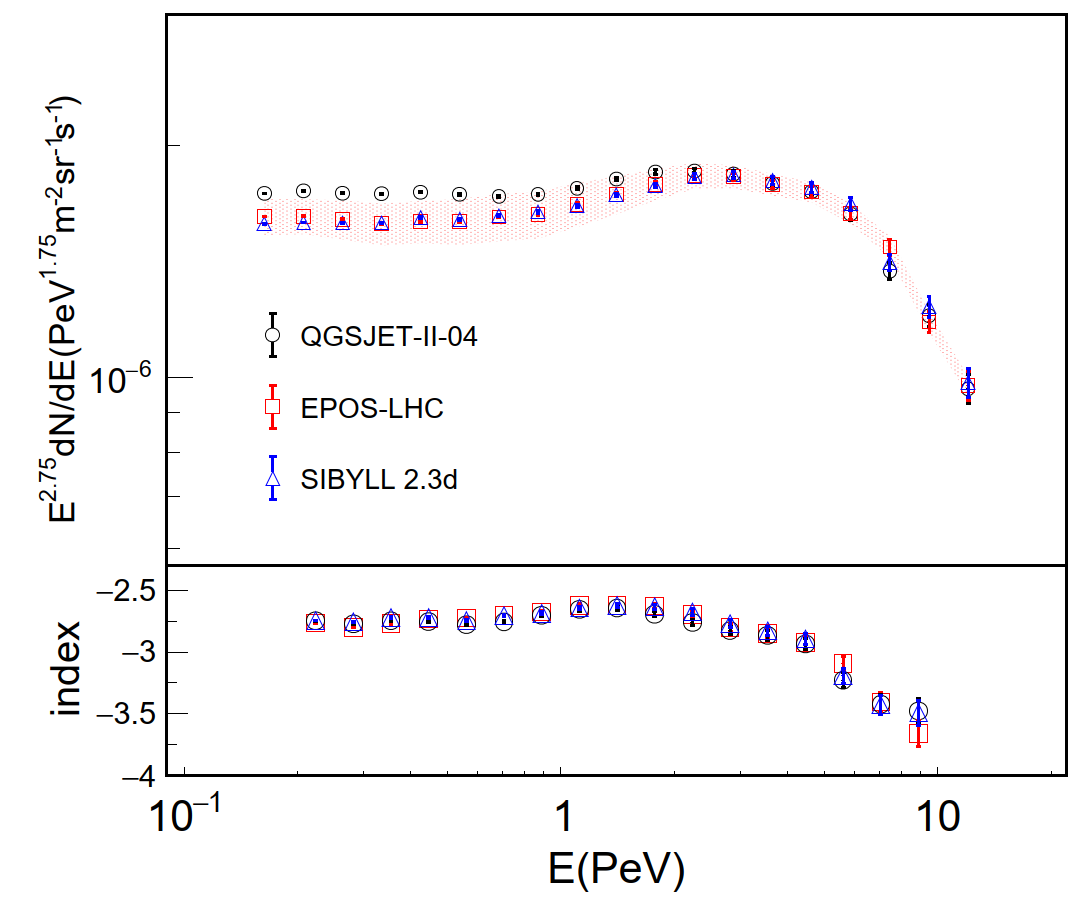 E^2.75 dN/dE(PeV^1.75 m^-2 sr^-1 s^-1)
10^−6
QGSJET-II-04
EPOS-LHC
SIBYLL 2.3d
index
−2.5
−3
−3.5
−4
10^−1
1
10
E(PeV)